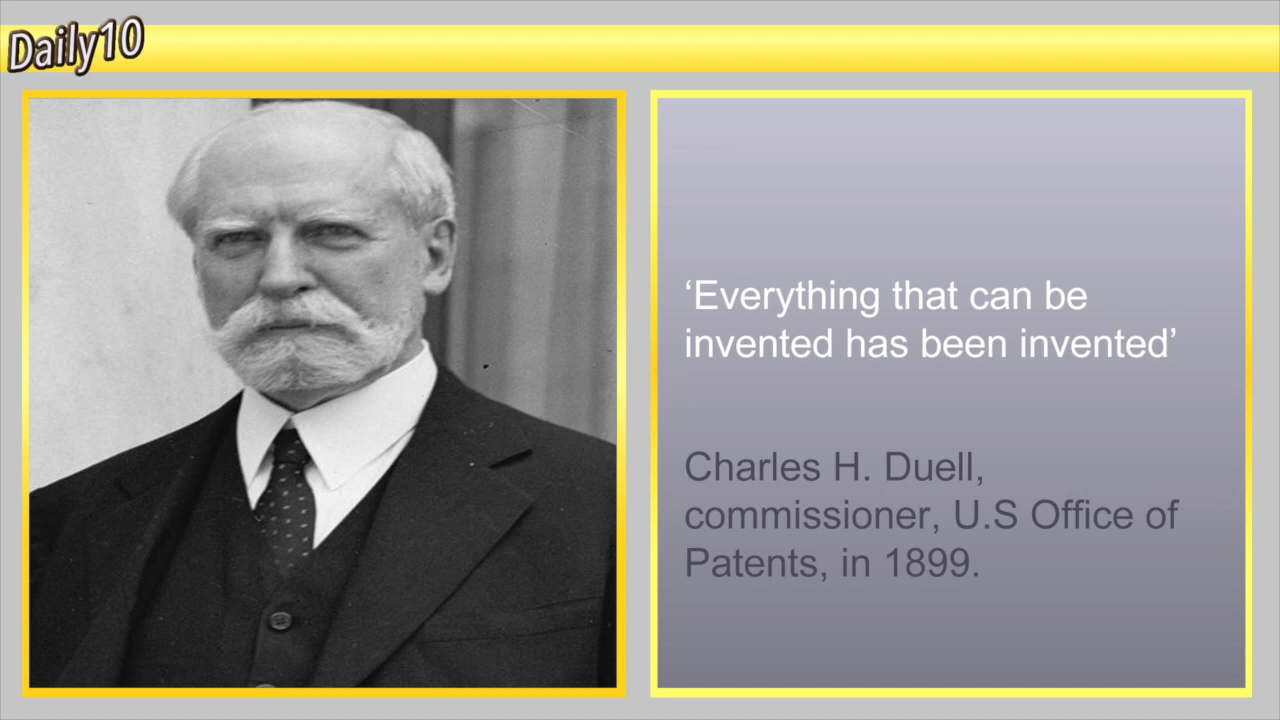 Daily10
‘Everything that can be
invented has been invented’
Charles H. Duell,
commissioner, U.S Office of
Patents, in 1899.